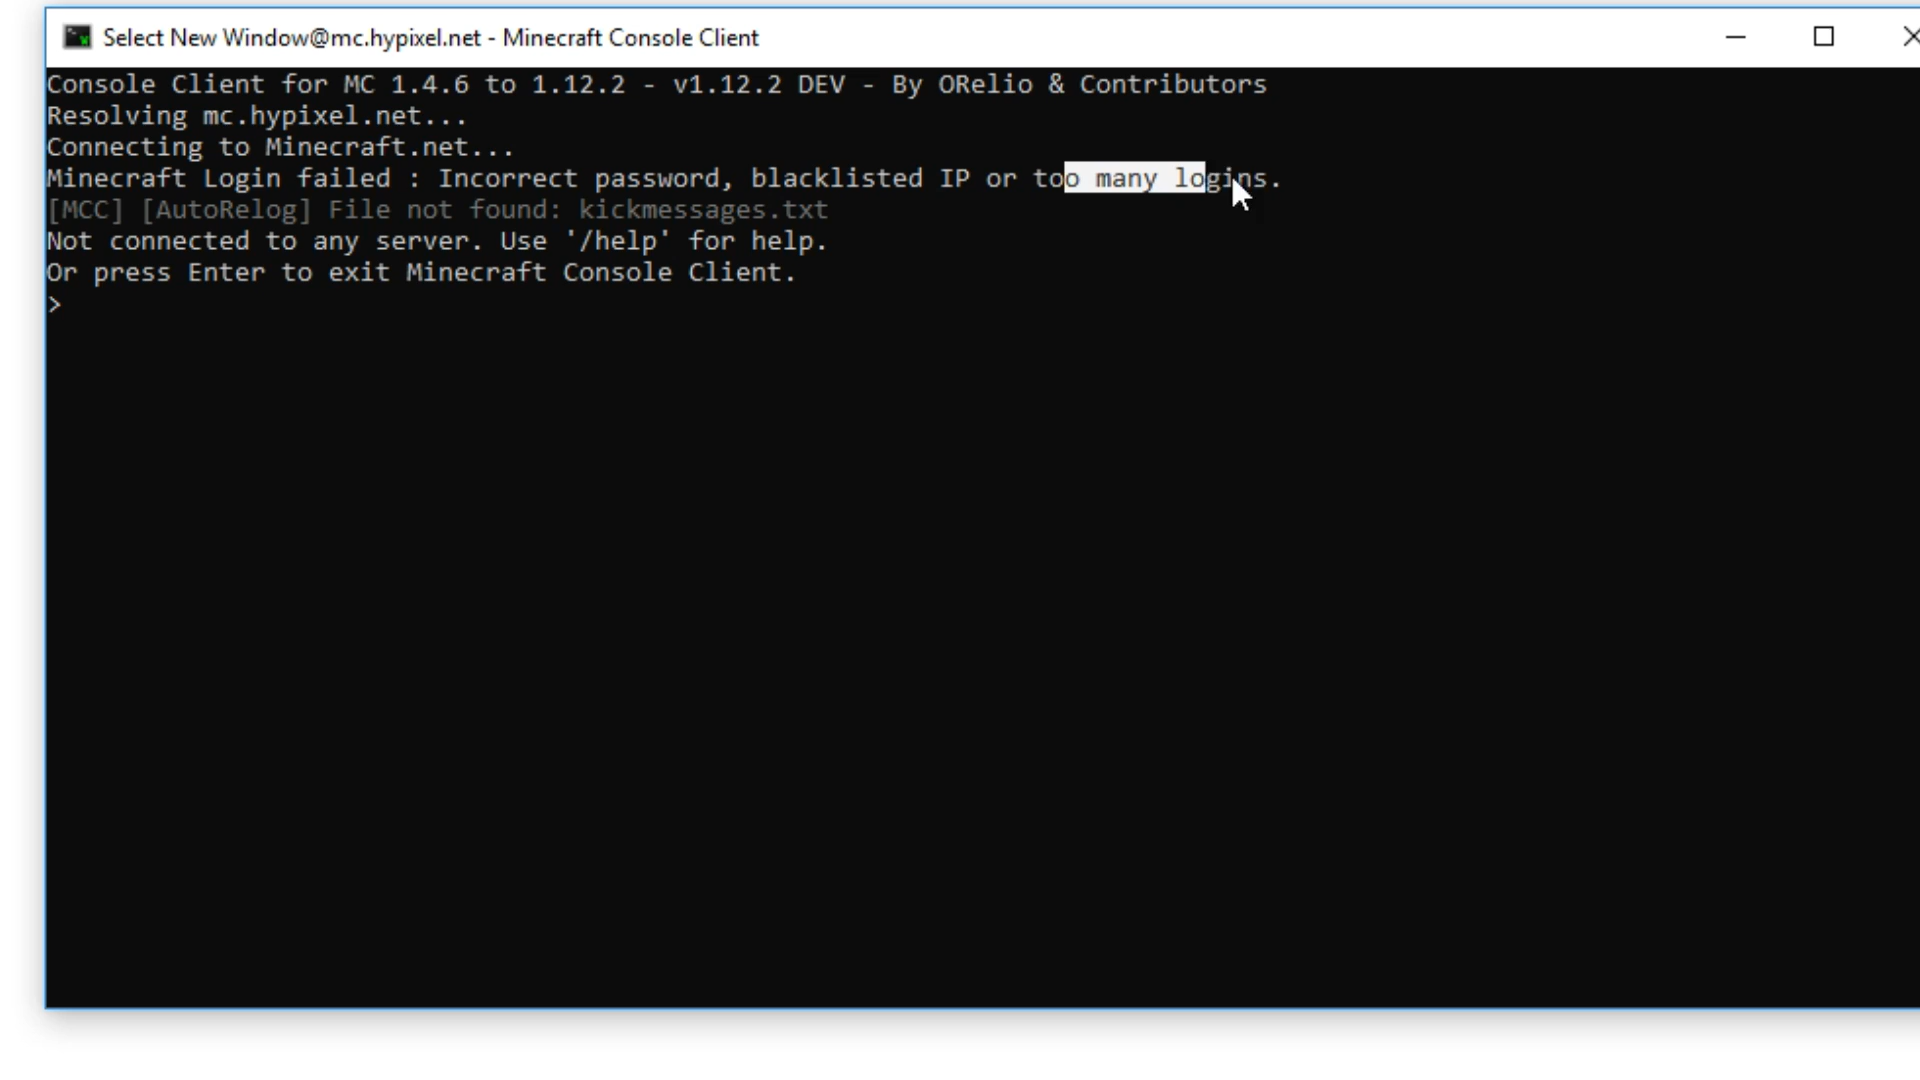 Select New Window@mc.hypixel.net - Minecraft Console Client
Console Client for MC 1.4.6 to 1.12.2 - v1.12.2 DEV - By ORelio & Contributors
Resolving mc.hypixel.net...
Connecting to Minecraft.net...
Minecraft Login failed : Incorrect password, blacklisted IP or too many logins.
[MCC] [AutoRelog] File not found: kickmessages.txt
Not connected to any server. Use '/help' for help.
Or press Enter to exit Minecraft Console Client.
>